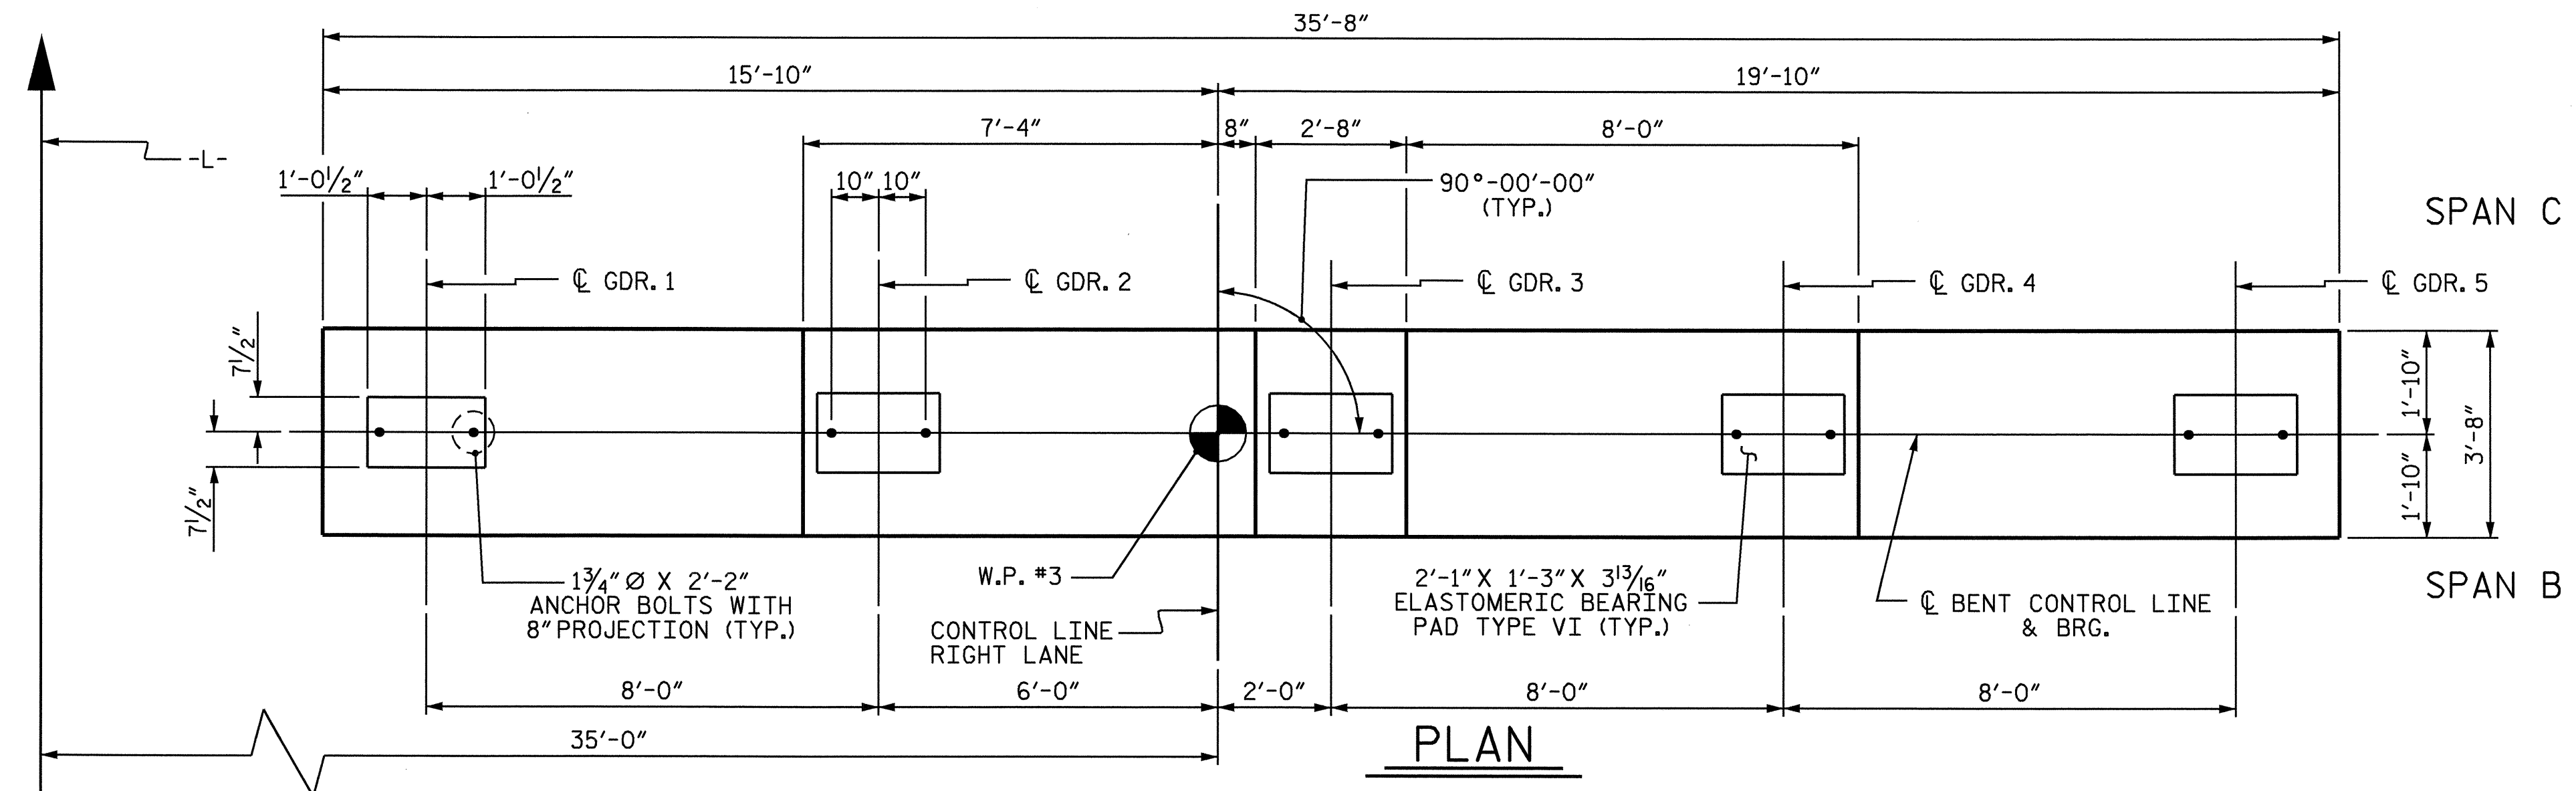 35'-8"
15'-10"
19'-10"
7'-4"
8"
2'-8"
8'-0"
-L-
1'-0½"
1'-0½"
10"
10"
90°-00'-00"
(TYP.)
SPAN C
℄ GDR. 1
℄ GDR. 2
℄ GDR. 3
℄ GDR. 4
℄ GDR. 5
7½"
7½"
1'-10"
1'-10"
3'-8"
1¾" Ø X 2'-2"
ANCHOR BOLTS WITH
8" PROJECTION (TYP.)
W.P. #3
CONTROL LINE
RIGHT LANE
2'-1" X 1'-3" X 3 13/16"
ELASTOMERIC BEARING
PAD TYPE VI (TYP.)
℄ BENT CONTROL LINE
& BRG.
SPAN B
8'-0"
6'-0"
2'-0"
8'-0"
8'-0"
35'-0"
PLAN